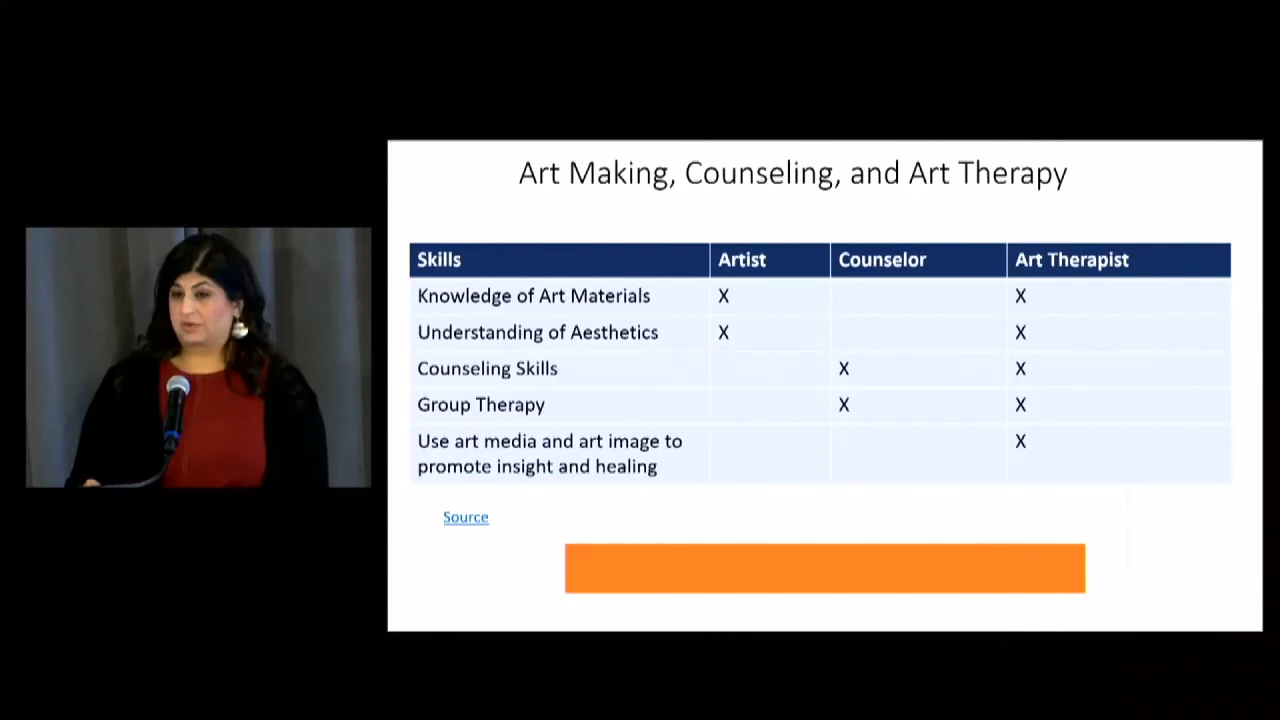 Art Making, Counseling, and Art Therapy
Skills Artist Counselor Art Therapist
Knowledge of Art Materials X X
Understanding of Aesthetics X X
Counseling Skills X X
Group Therapy X X
Use art media and art image to X
promote insight and healing
Source